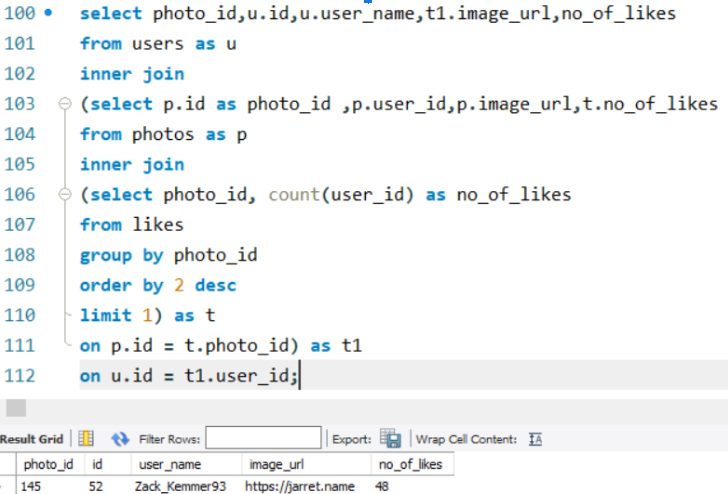 100 select photo_id,u.id,u.user_name,t1.image_url,no_of_likes
101 from users as u
102 inner join
103 (select p.id as photo_id ,p.user_id,p.image_url,t.no_of_likes
104 from photos as p
105 inner join
106 (select photo_id, count(user_id) as no_of_likes
107 from likes
108 group by photo_id
109 order by 2 desc
110 limit 1) as t
111 on p.id = t.photo_id) as t1
112 on u.id = t1.user_id;
Result Grid Filter Rows: Export: Wrap Cell Content:
photo_id id user_name image_url no_of_likes
145 52 Zack_Kemmer93 https://jarret.name 48